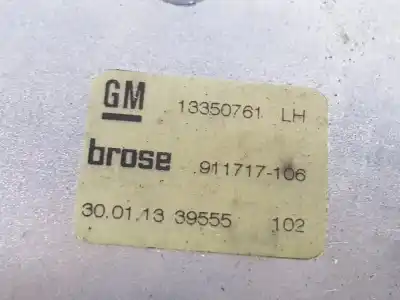 GM 13350761 LH
brose 911717-106
30.01.13 39555 102